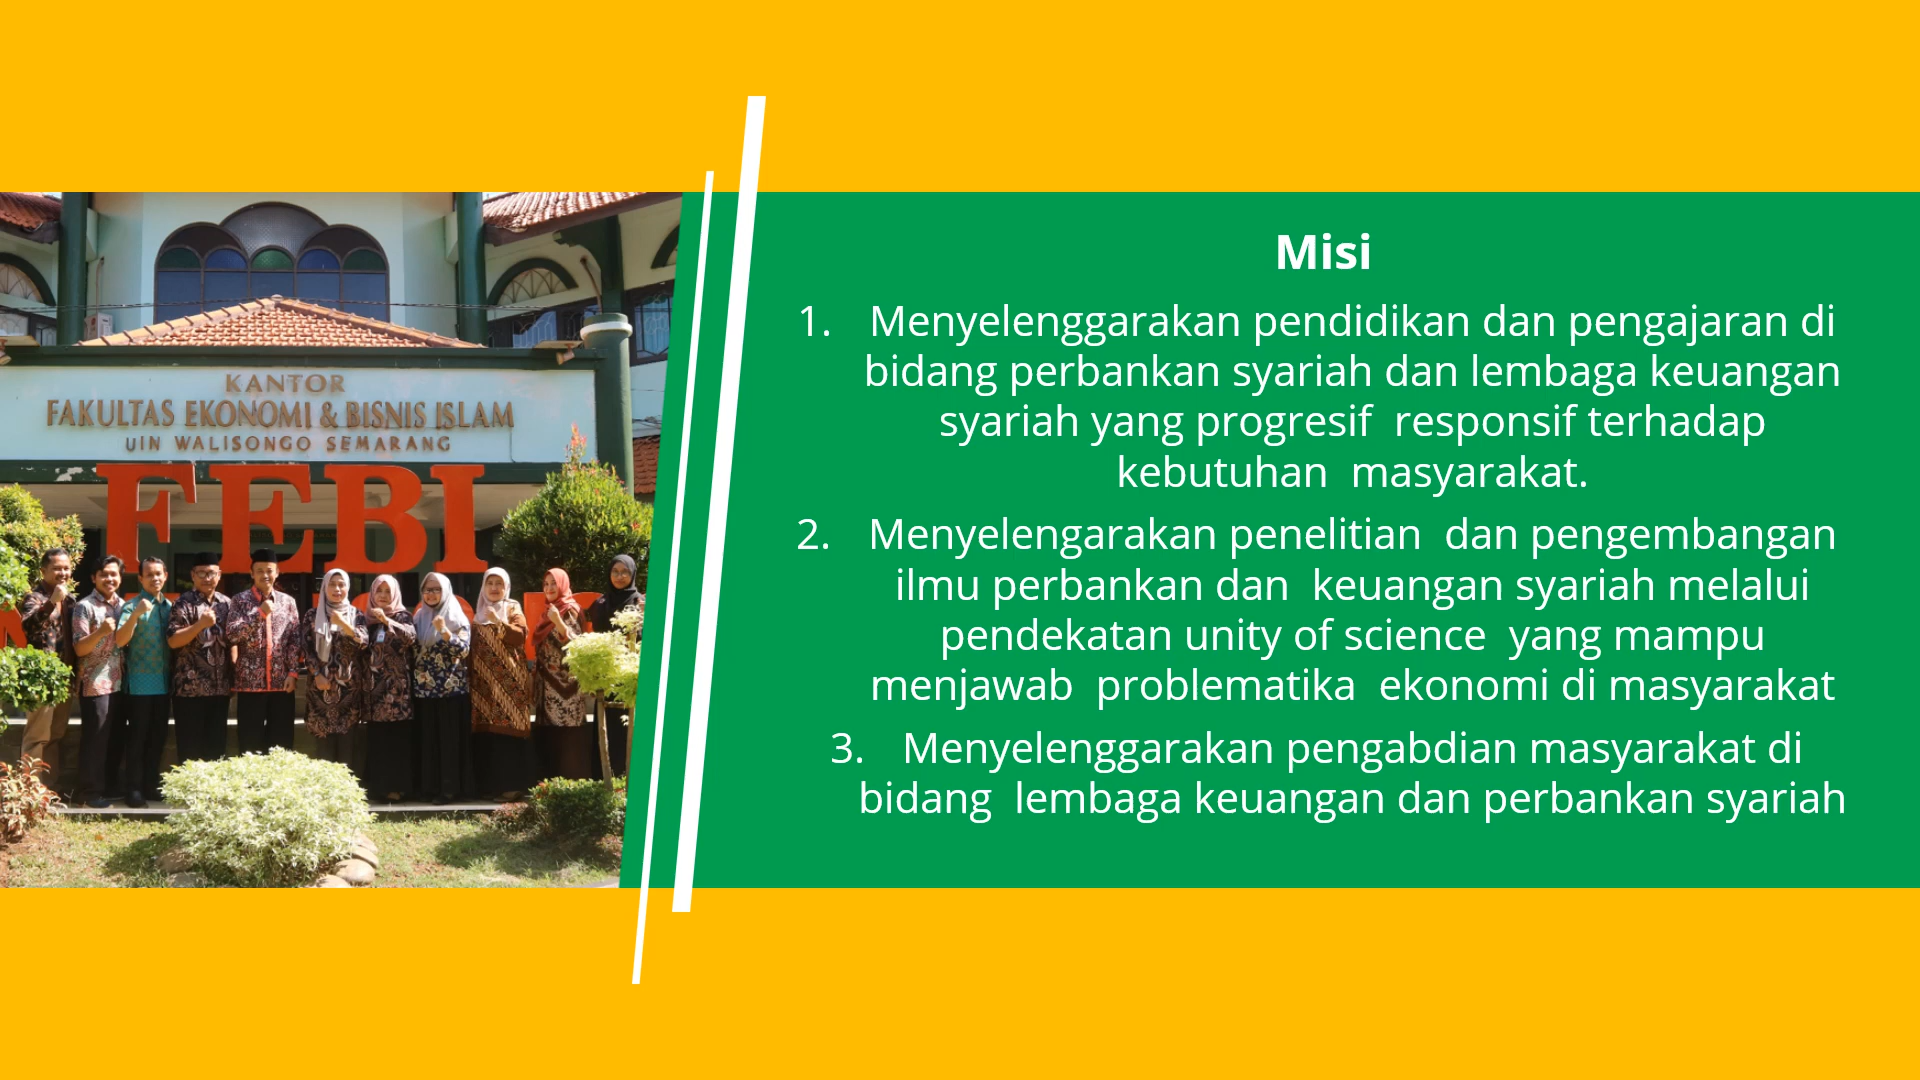 KANTOR
FAKULTAS EKONOMI & BISNIS ISLAM
UIN WALISONGO SEMARANG
FEBI
Misi
1. Menyelenggarakan pendidikan dan pengajaran di
bidang perbankan syariah dan lembaga keuangan
syariah yang progresif responsif terhadap
kebutuhan masyarakat.
2. Menyelengarakan penelitian dan pengembangan
ilmu perbankan dan keuangan syariah melalui
pendekatan unity of science yang mampu
menjawab problematika ekonomi di masyarakat
3. Menyelenggarakan pengabdian masyarakat di
bidang lembaga keuangan dan perbankan syariah